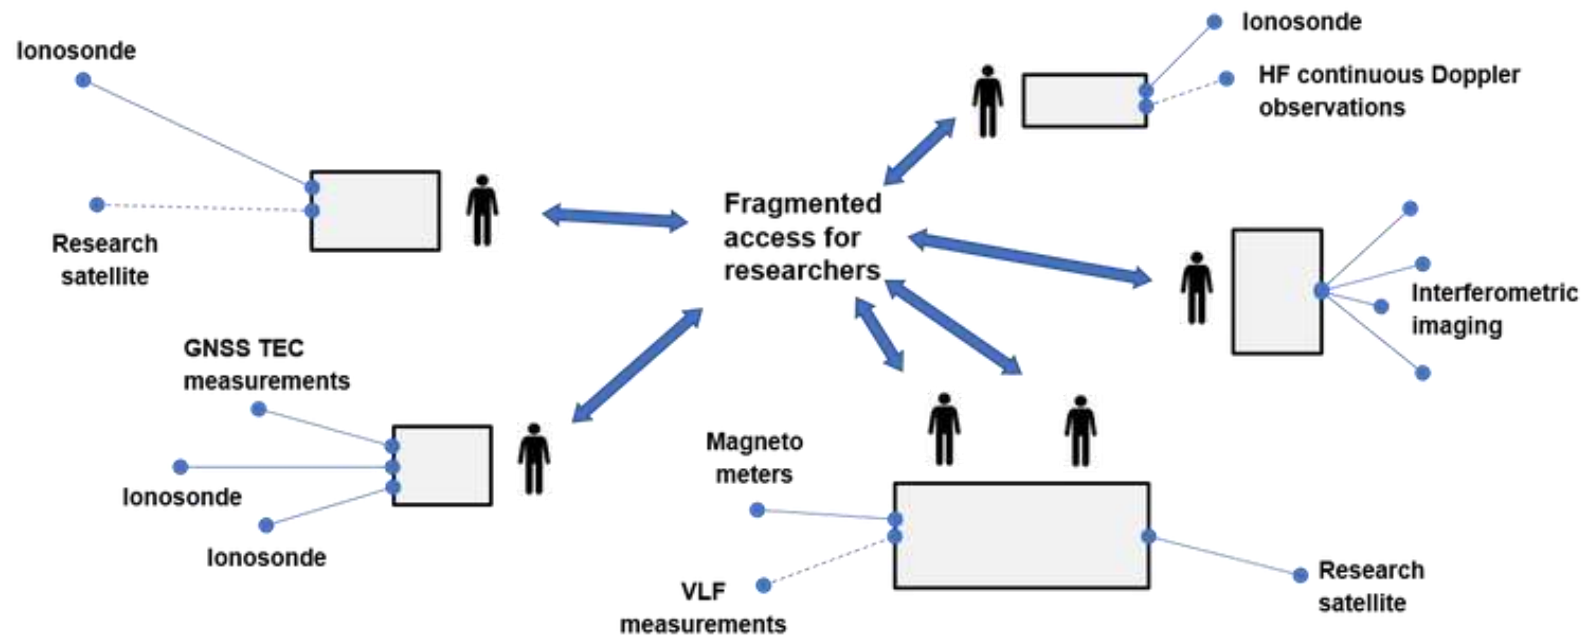 Ionosonde
Research
satellite
GNSS TEC
measurements
Ionosonde
Ionosonde
Fragmented
access for
researchers
Ionosonde
HF continuous Doppler
observations
Interferometric
imaging
Magneto
meters
VLF
measurements
Research
satellite